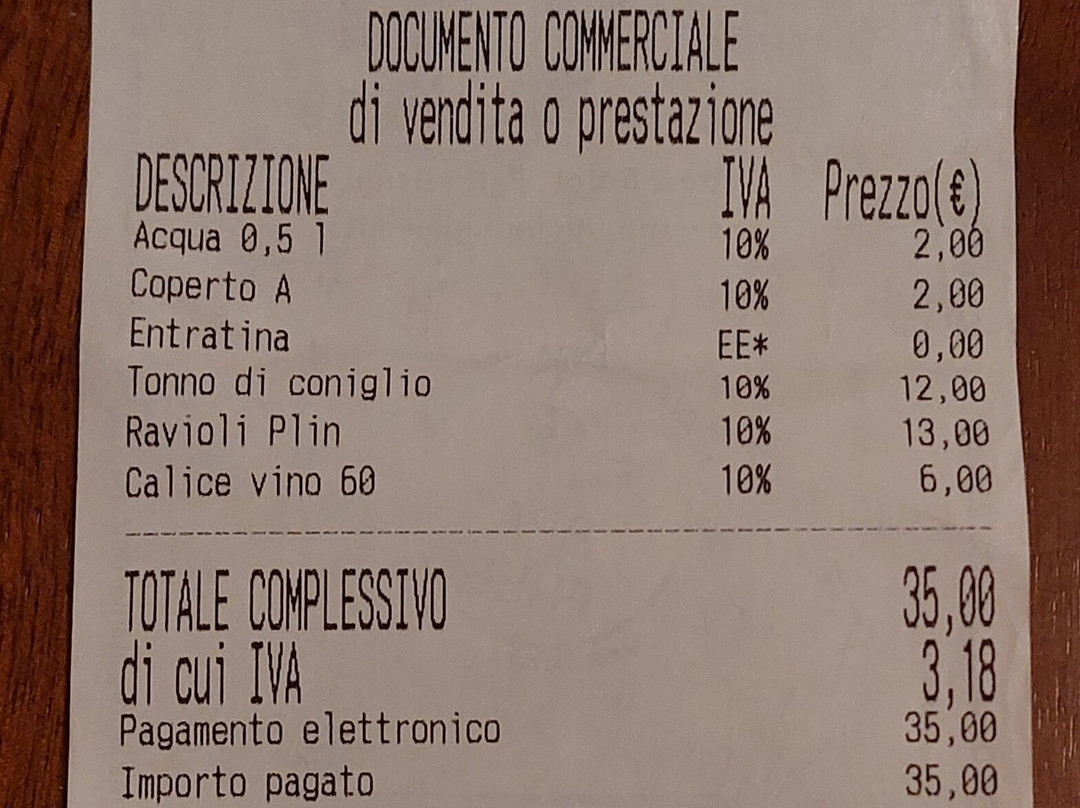 DOCUMENTO COMMERCIALE
di vendita o prestazione
DESCRIZIONE IVA Prezzo(€)
Acqua 0,5 l 10% 2,00
Coperto A 10% 2,00
Entratina EE* 0,00
Tonno di coniglio 10% 12,00
Ravioli Plin 10% 13,00
Calice vino 60 10% 6,00
TOTALE COMPLESSIVO 35,00
di cui IVA 3,18
Pagamento elettronico 35,00
Importo pagato 35,00